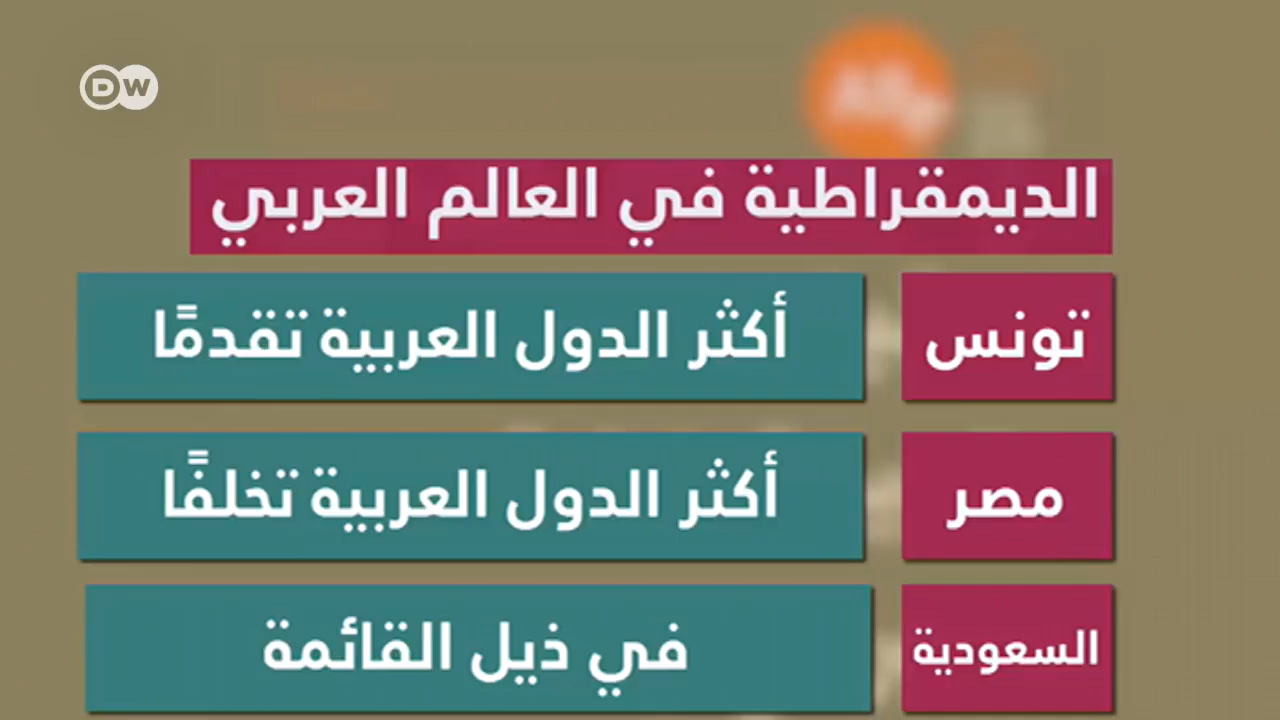 DW
الديمقراطية في العالم العربي
تونس
أكثر الدول العربية تقدمًا
مصر
أكثر الدول العربية تخلفًا
السعودية
في ذيل القائمة